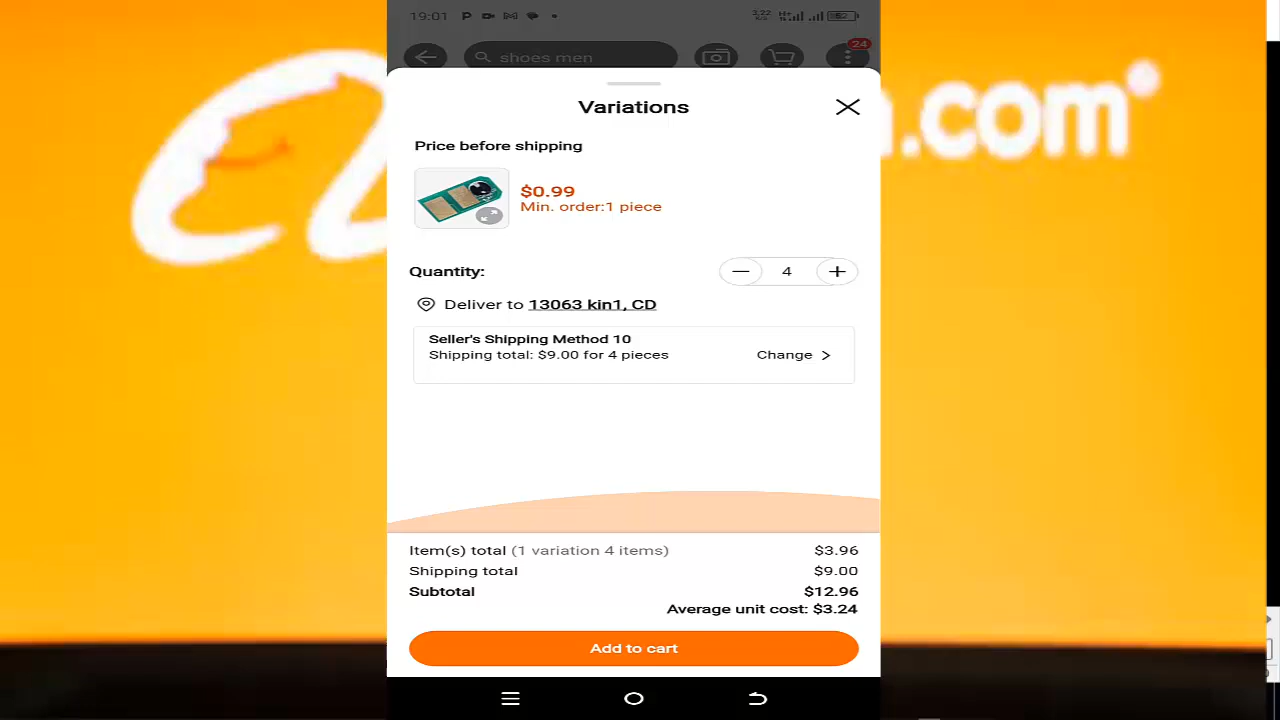 19:01
3.22
K/s
H+
24
shoes men
.com
Variations
Price before shipping
$0.99
Min. order:1 piece
Quantity:
4
Deliver to 13063 kin1, CD
Seller's Shipping Method 10
Shipping total: $9.00 for 4 pieces
Change
Item(s) total (1 variation 4 items)
$3.96
Shipping total
$9.00
Subtotal
$12.96
Average unit cost: $3.24
Add to cart